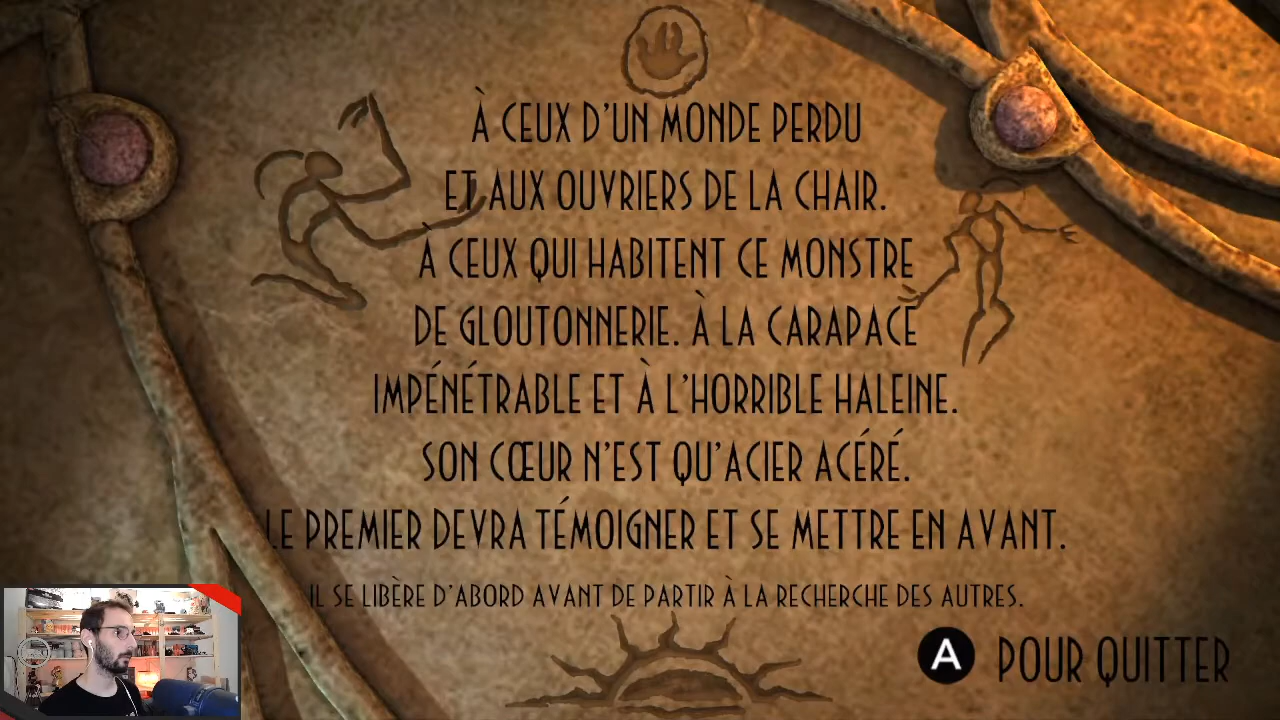 À CEUX D'UN MONDE PERDU
ET AUX OUVRIERS DE LA CHAIR.
À CEUX QUI HABITENT CE MONSTRE
DE GLOUTONNERIE. À LA CARAPACE
IMPÉNÉTRABLE ET À L'HORRIBLE HALEINE.
SON CŒUR N'EST QU'ACIER ACÉRÉ.
LE PREMIER DEVRA TÉMOIGNER ET SE METTRE EN AVANT.
IL SE LIBÈRE D'ABORD AVANT DE PARTIR À LA RECHERCHE DES AUTRES.
A POUR QUITTER